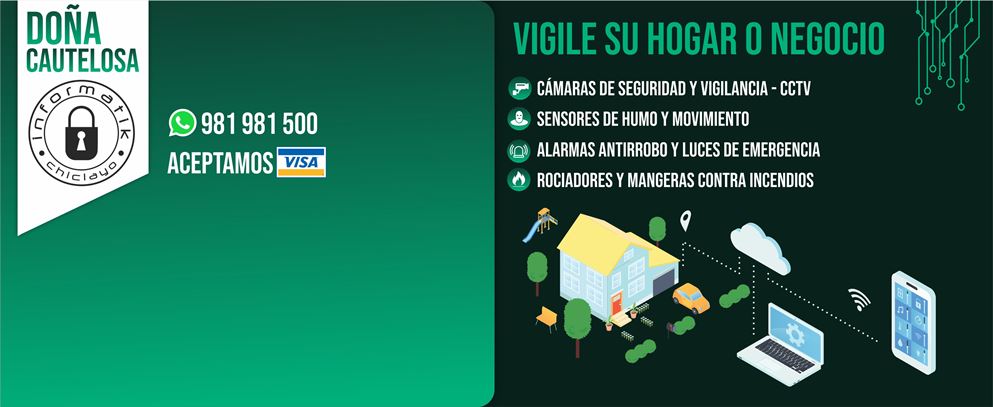 DOÑA
CAUTELOSA
informatik
chiclayo
981 981 500
ACEPTAMOS VISA
VIGILE SU HOGAR O NEGOCIO
CÁMARAS DE SEGURIDAD Y VIGILANCIA - CCTV
SENSORES DE HUMO Y MOVIMIENTO
ALARMAS ANTIRROBO Y LUCES DE EMERGENCIA
ROCIADORES Y MANGERAS CONTRA INCENDIOS